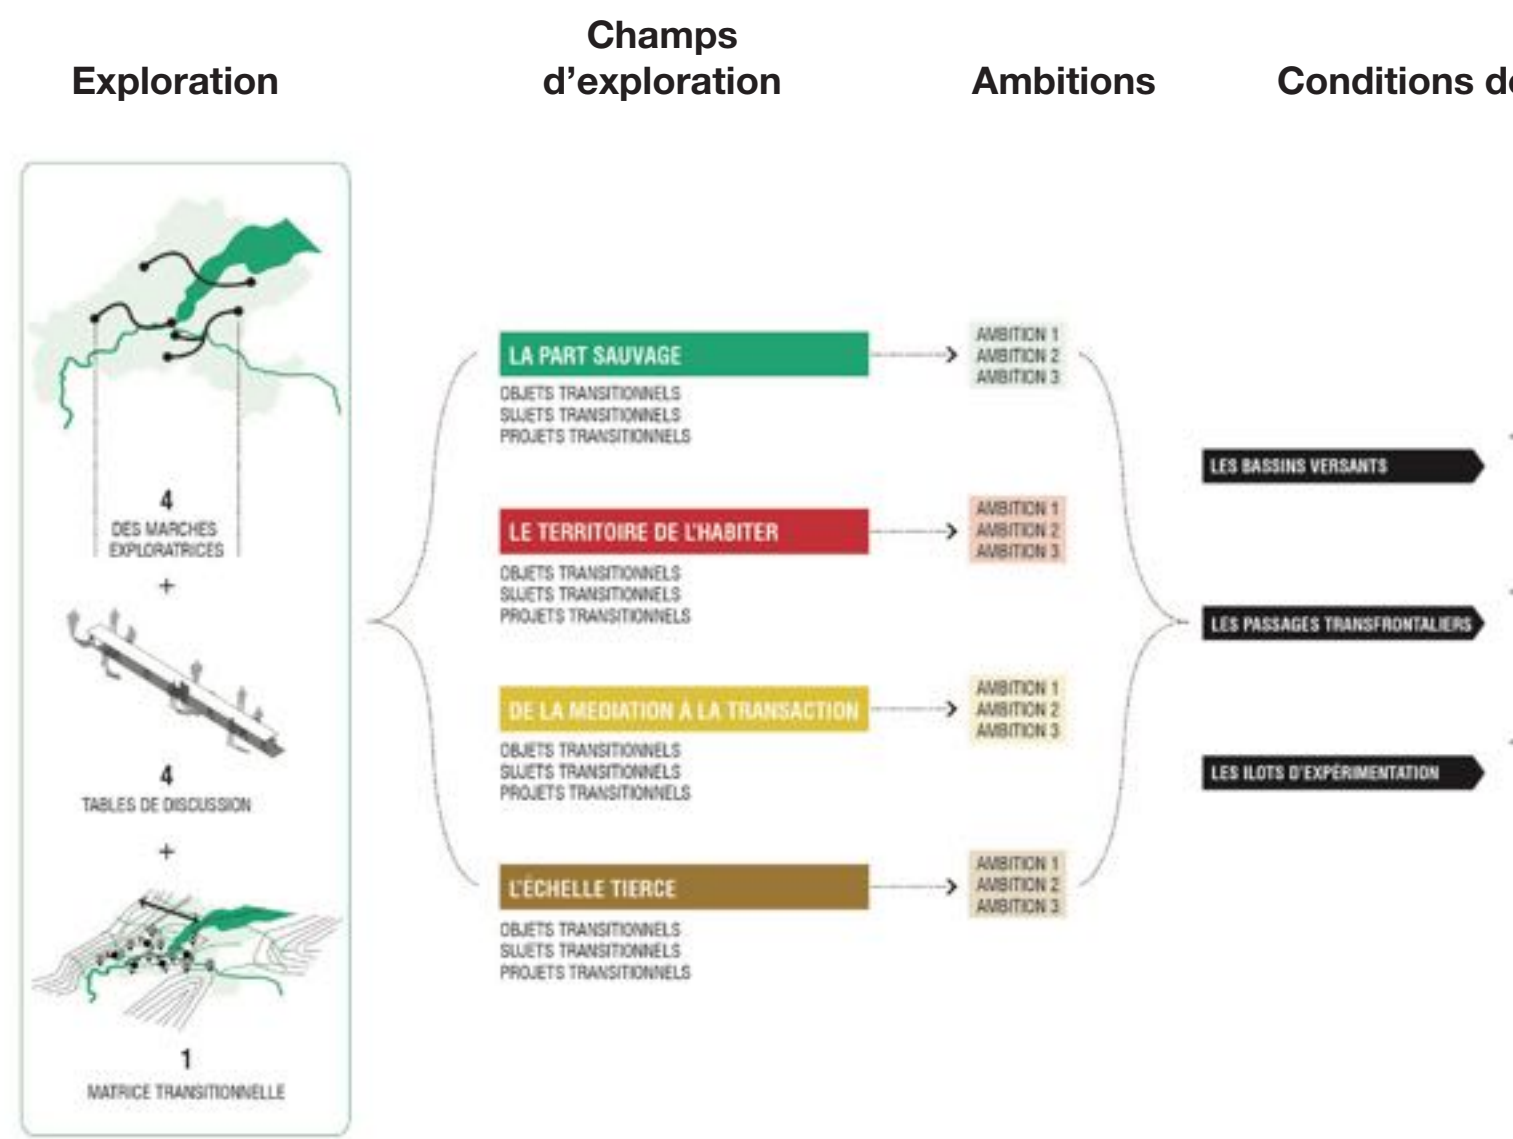 Exploration
Champs
d’exploration
Ambitions
Conditions de
4
DES MARCHES
EXPLORATRICES
+
4
TABLES DE DISCUSSION
+
1
MATRICE TRANSITIONNELLE
LA PART SAUVAGE
OBJETS TRANSITIONNELS
SUJETS TRANSITIONNELS
PROJETS TRANSITIONNELS
AMBITION 1
AMBITION 2
AMBITION 3
LE TERRITOIRE DE L’HABITER
OBJETS TRANSITIONNELS
SUJETS TRANSITIONNELS
PROJETS TRANSITIONNELS
AMBITION 1
AMBITION 2
AMBITION 3
DE LA MEDIATION À LA TRANSACTION
OBJETS TRANSITIONNELS
SUJETS TRANSITIONNELS
PROJETS TRANSITIONNELS
AMBITION 1
AMBITION 2
AMBITION 3
L’ÉCHELLE TIERCE
OBJETS TRANSITIONNELS
SUJETS TRANSITIONNELS
PROJETS TRANSITIONNELS
AMBITION 1
AMBITION 2
AMBITION 3
LES BASSINS VERSANTS
LES PASSAGES TRANSFRONTALIERS
LES ILOTS D’EXPÉRIMENTATION